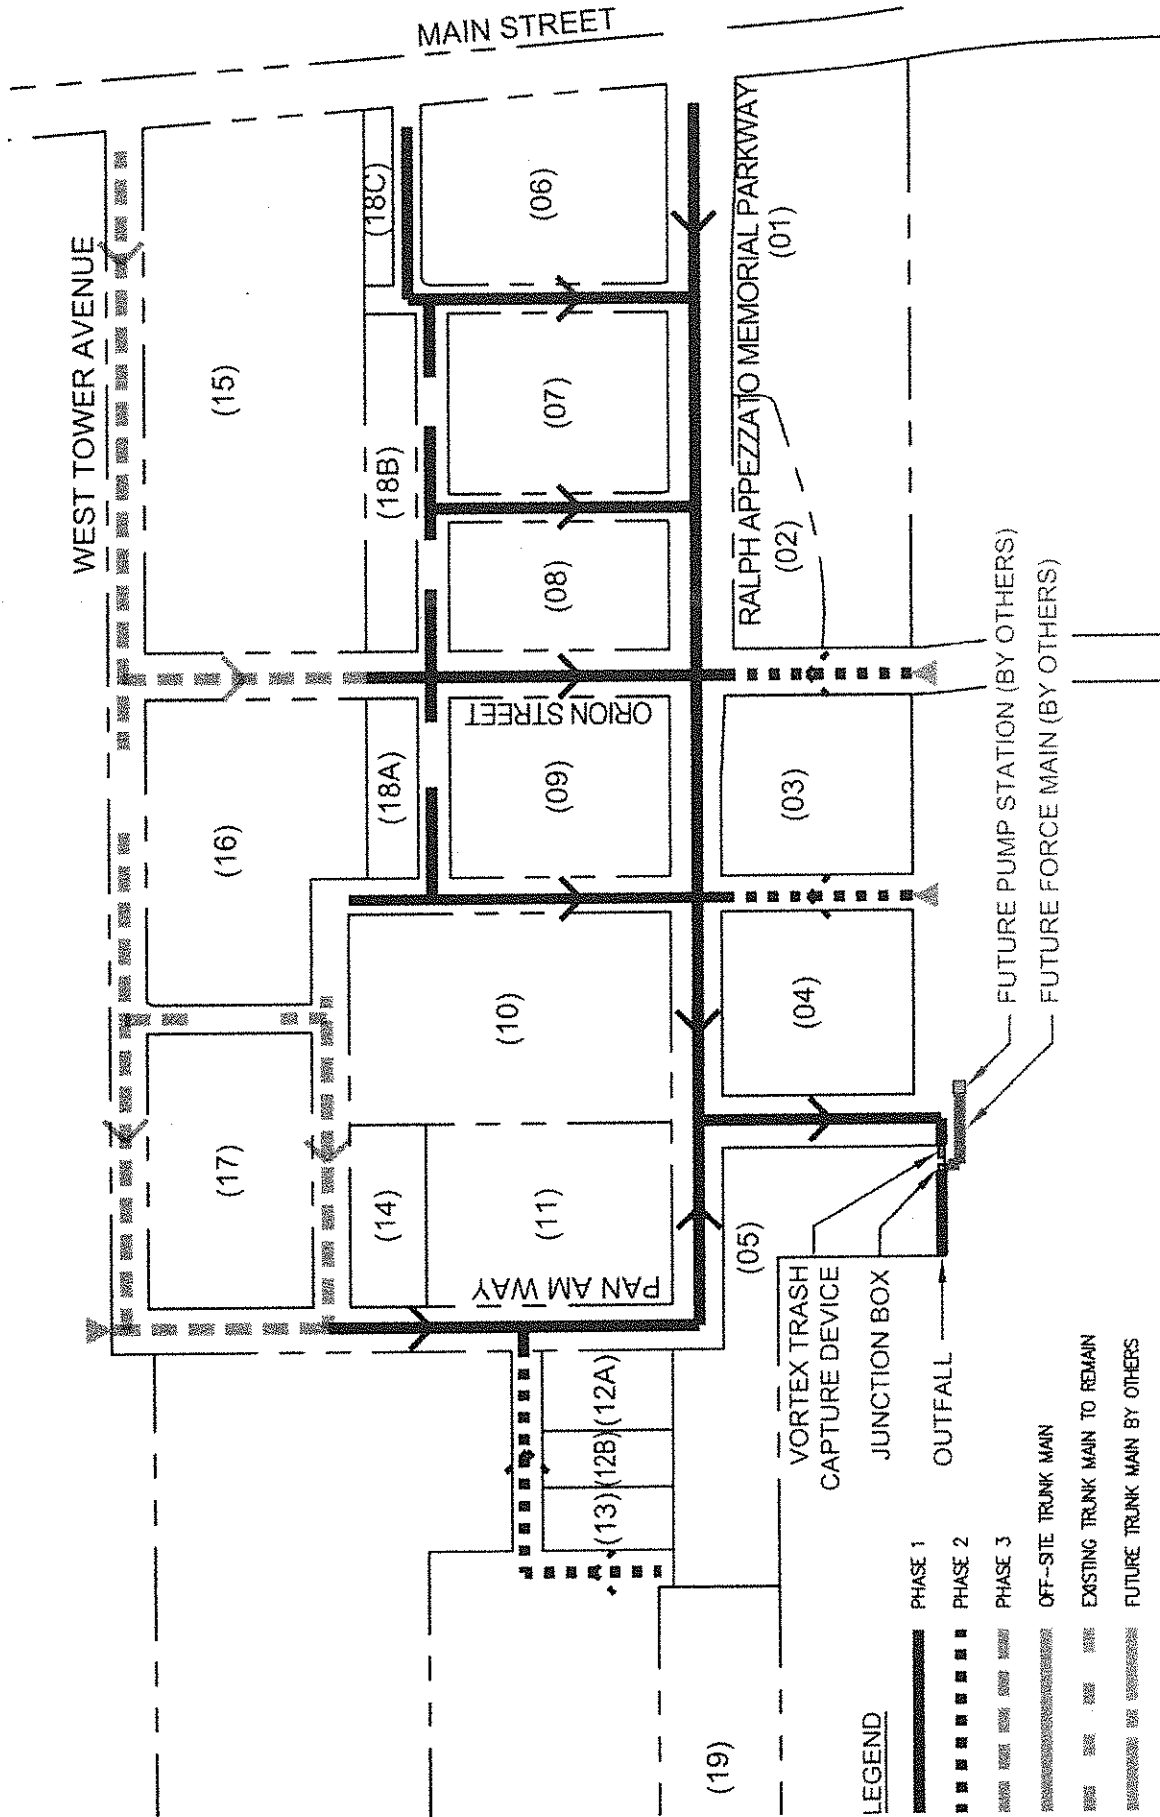 MAIN STREET
WEST TOWER AVENUE
(15)
(18C)
(06)
RALPH APPEZZATO MEMORIAL PARKWAY
(01)
(18B)
(07)
(08)
(02)
(16)
(18A)
ORION STREET
(09)
(03)
(10)
(04)
(17)
(14)
(11)
PAN AM WAY
(05)
(12A)
(12B)
(13)
(19)
FUTURE PUMP STATION (BY OTHERS)
FUTURE FORCE MAIN (BY OTHERS)
VORTEX TRASH
CAPTURE DEVICE
JUNCTION BOX
OUTFALL
LEGEND
PHASE 1
PHASE 2
PHASE 3
OFF-SITE TRUNK MAIN
EXISTING TRUNK MAIN TO REMAIN
FUTURE TRUNK MAIN BY OTHERS